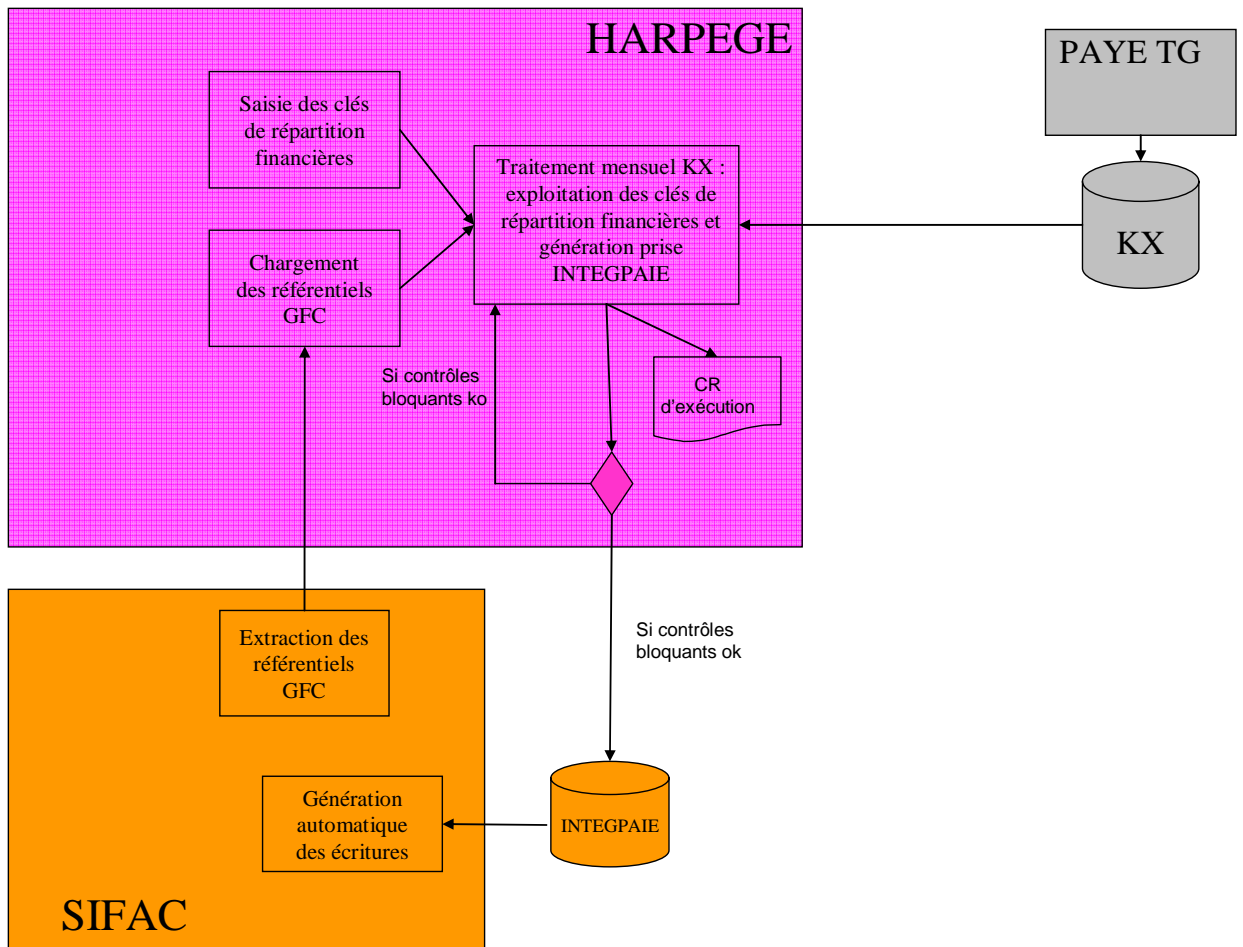 HARPEGE
PAYE TG
Saisie des clés
de répartition
financières
Traitement mensuel KX :
exploitation des clés de
répartition financières et
génération prise
INTEGPAIE
KX
Chargement
des référentiels
GFC
Si contrôles
bloquants ko
CR
d'exécution
Extraction des
référentiels
GFC
Si contrôles
bloquants ok
Génération
automatique
des écritures
INTEGPAIE
SIFAC